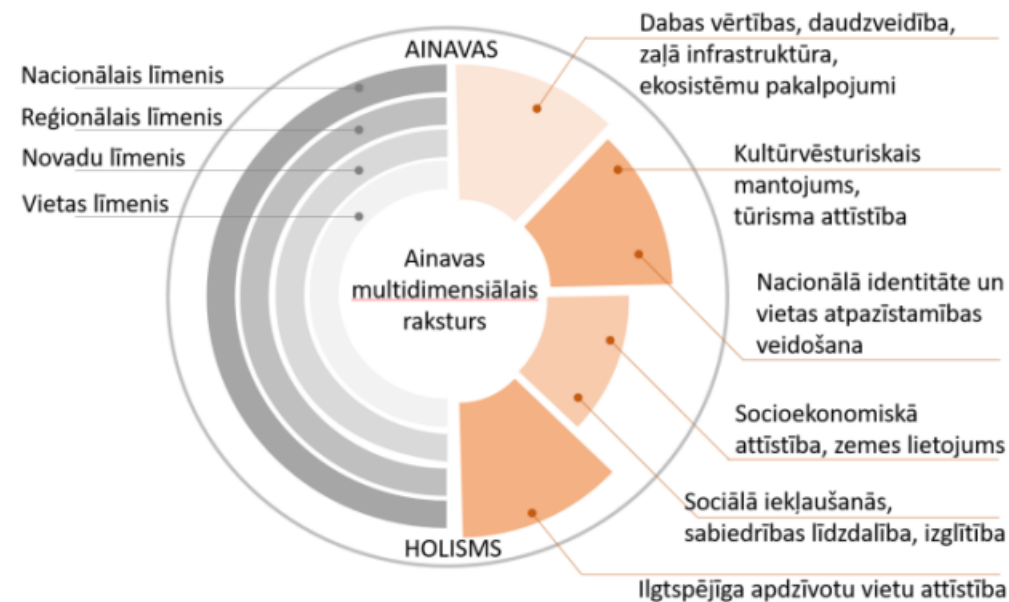 AINAVAS
Nacionālais līmenis
Reģionālais līmenis
Novadu līmenis
Vietas līmenis
Ainavas
multidimensiālais
raksturs
HOLISMS
Dabas vērtības, daudzveidība,
zaļā infrastruktūra,
ekosistēmu pakalpojumi
Kultūrvēsturiskais
mantojums,
tūrisma attīstība
Nacionālā identitāte un
vietas atpazīstamības
veidošana
Socioekonomiskā
attīstība, zemes lietojums
Sociālā iekļaušanās,
sabiedrības līdzdalība, izglītība
Ilgtspējīga apdzīvotu vietu attīstība